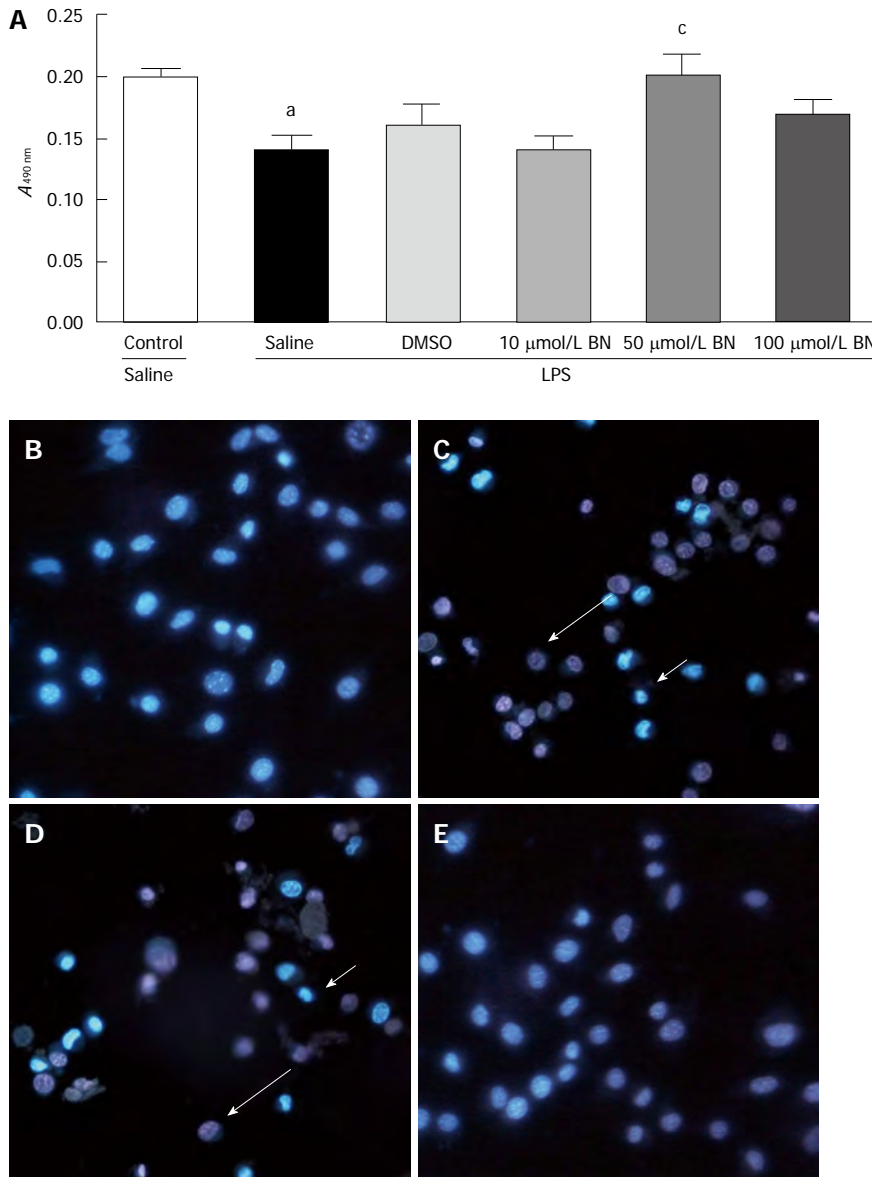 A
0.25
c
0.20
a
0.15
A490 nm
0.10
0.05
0.00
Control Saline DMSO 10 μmol/L BN 50 μmol/L BN 100 μmol/L BN
Saline LPS
B C
D E